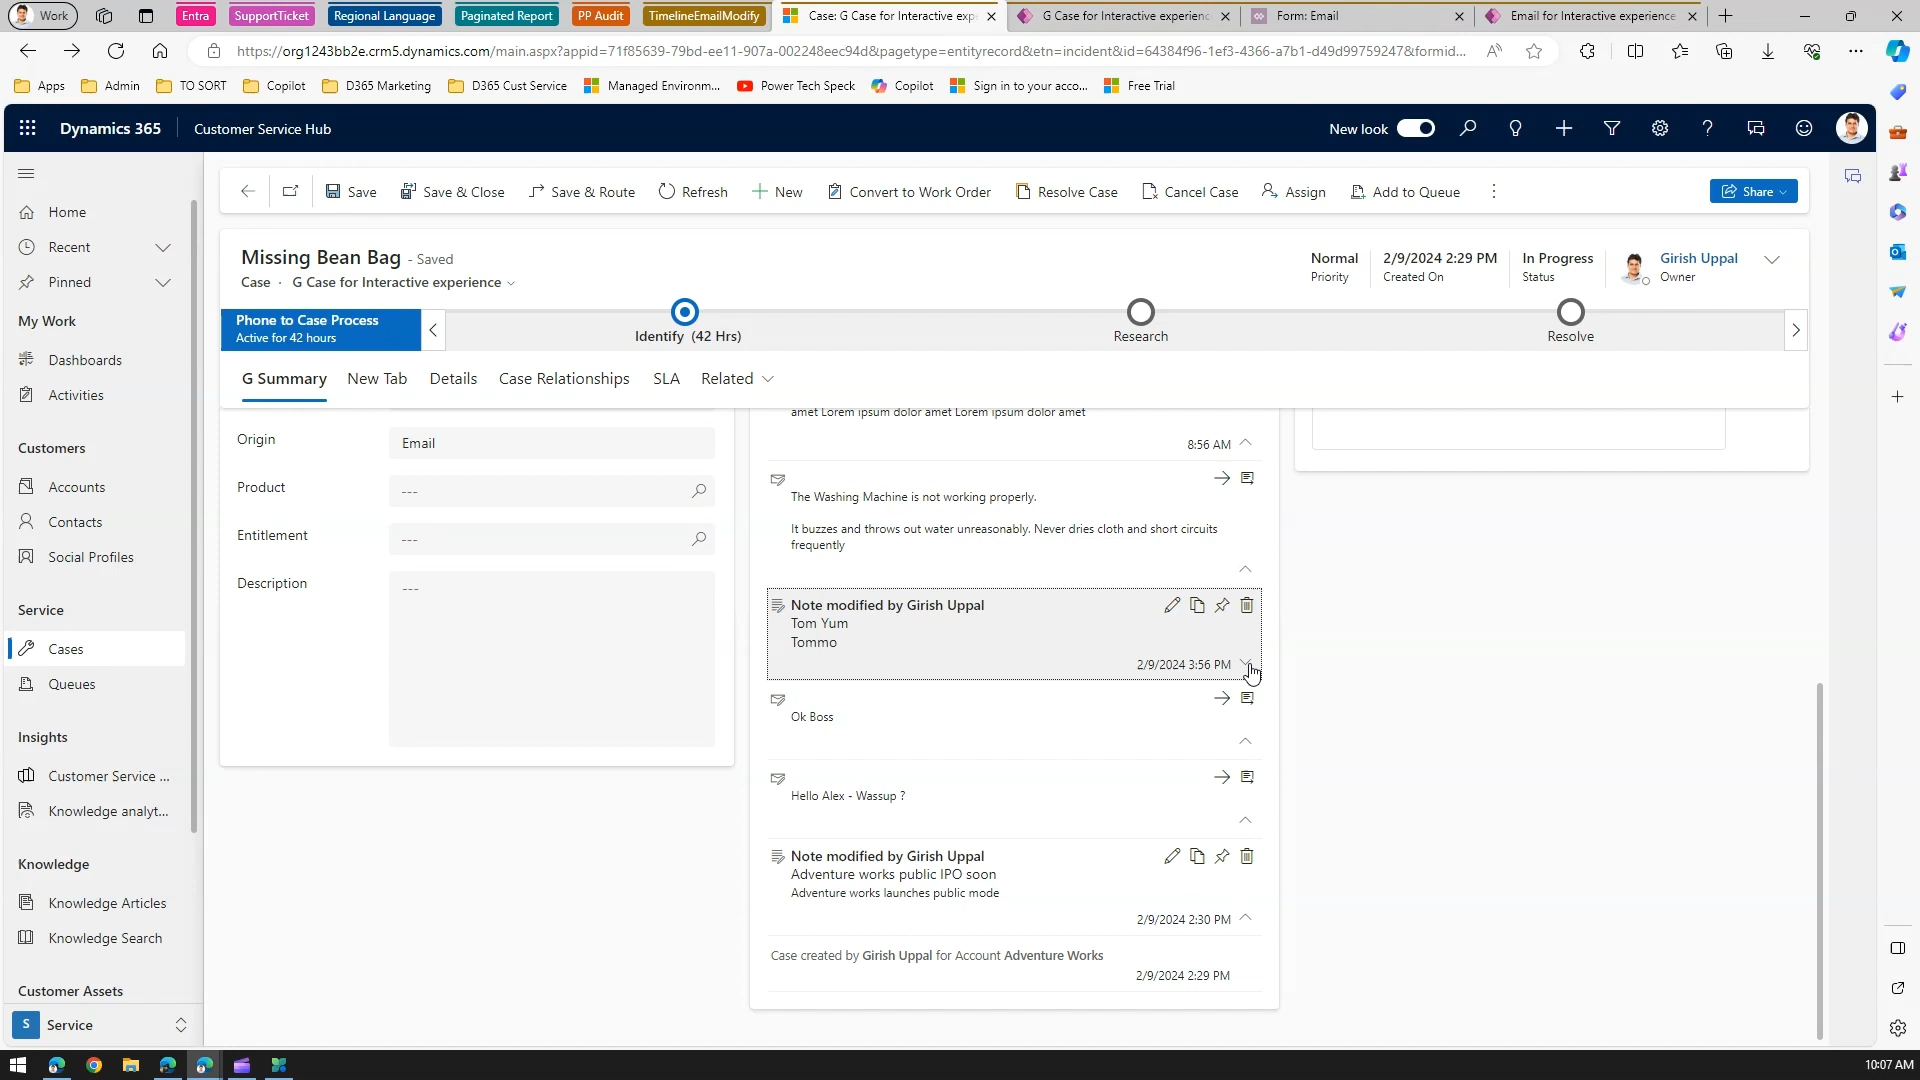 Work
Entra
SupportTicket
Regional Language
Paginated Report
PP Audit
TimelineEmailModify
Case: G Case for Interactive exp
G Case for Interactive experienc
Form: Email
Email for Interactive experience
https://org1243bb2e.crm5.dynamics.com/main.aspx?appid=71f85639-79bd-ee11-907a-002248eec94d&pagetype=entityrecord&etn=incident&id=64384f96-1ef3-4366-a7b1-d49d99759247&formid...
Apps
Admin
TO SORT
Copilot
D365 Marketing
D365 Cust Service
Managed Environm...
Power Tech Speck
Copilot
Sign in to your acco...
Free Trial
Dynamics 365
Customer Service Hub
New look
Save
Save & Close
Save & Route
Refresh
New
Convert to Work Order
Resolve Case
Cancel Case
Assign
Add to Queue
Share
Home
Recent
Pinned
My Work
Dashboards
Activities
Customers
Accounts
Contacts
Social Profiles
Service
Cases
Queues
Insights
Customer Service ...
Knowledge analyt...
Knowledge
Knowledge Articles
Knowledge Search
Customer Assets
S Service
Missing Bean Bag - Saved
Case · G Case for Interactive experience
Normal
Priority
2/9/2024 2:29 PM
Created On
In Progress
Status
Girish Uppal
Owner
Phone to Case Process
Active for 42 hours
Identify (42 Hrs)
Research
Resolve
G Summary
New Tab
Details
Case Relationships
SLA
Related
Origin
Email
Product
---
Entitlement
---
Description
---
amet Lorem ipsum dolor amet Lorem ipsum dolor amet
8:56 AM
The Washing Machine is not working properly.
It buzzes and throws out water unreasonably. Never dries cloth and short circuits
frequently
Note modified by Girish Uppal
Tom Yum
Tommo
2/9/2024 3:56 PM
Ok Boss
Hello Alex - Wassup ?
Note modified by Girish Uppal
Adventure works public IPO soon
Adventure works launches public mode
2/9/2024 2:30 PM
Case created by Girish Uppal for Account Adventure Works
2/9/2024 2:29 PM
10:07 AM